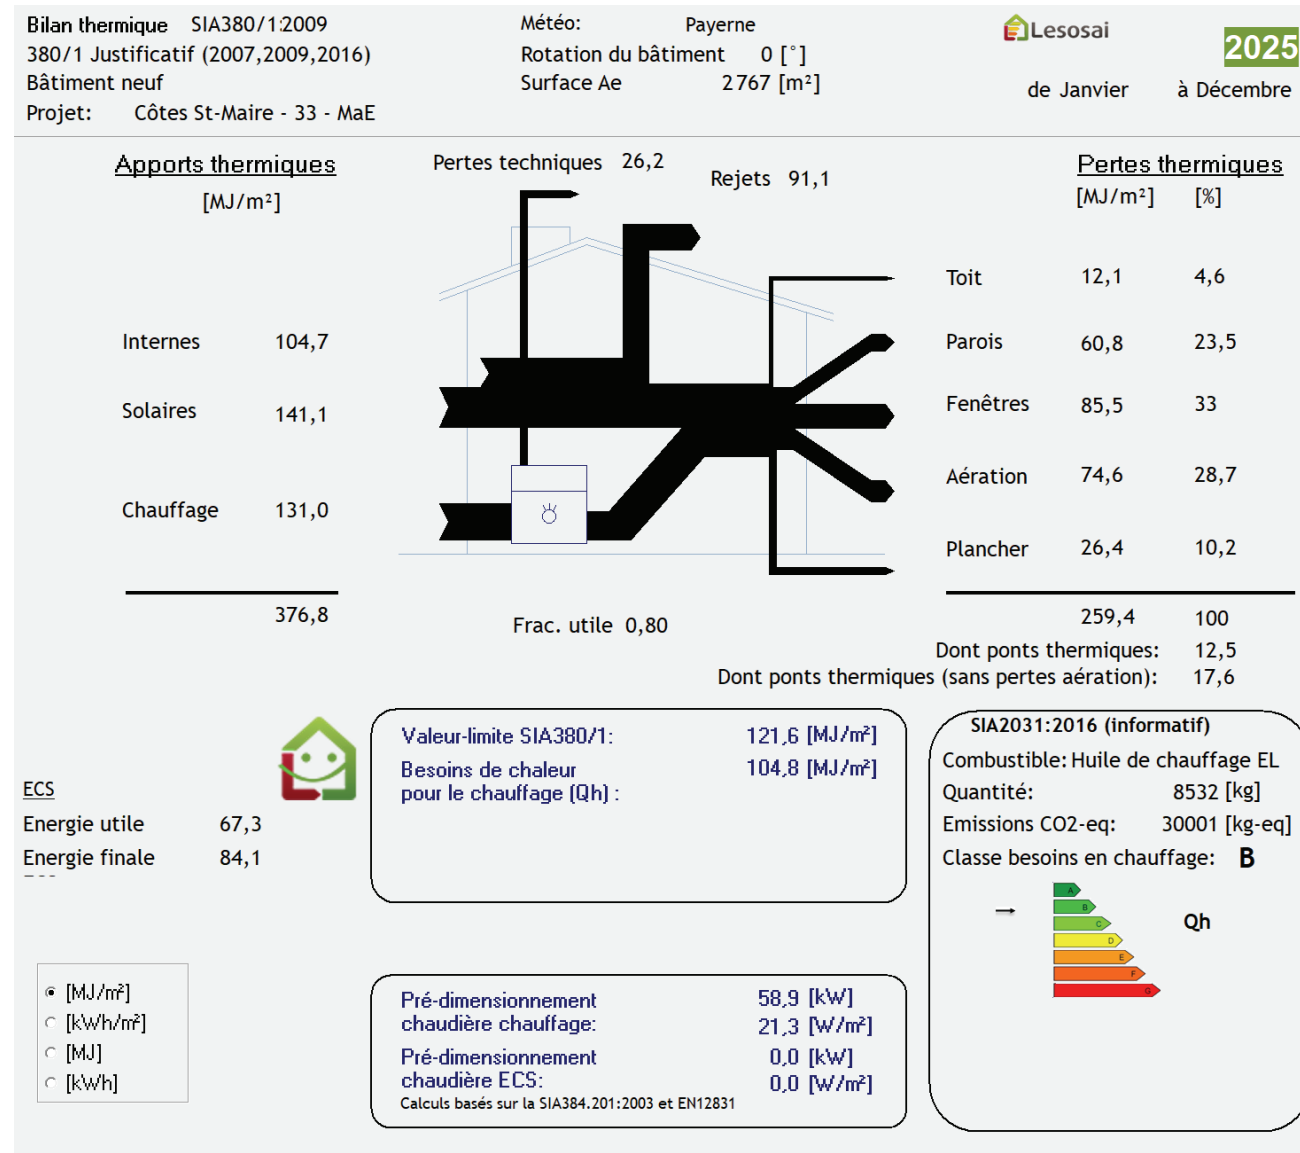 Bilan thermique SIA380/1:2009
380/1 Justificatif (2007,2009,2016)
Bâtiment neuf
Projet: Côtes St-Maire - 33 - MaE
Météo: Payerne
Rotation du bâtiment 0 [°]
Surface Ae 2767 [m²]
Lesosai
2025
de Janvier à Décembre
Apports thermiques
[MJ/m²]
Internes 104,7
Solaires 141,1
Chauffage 131,0
376,8
Pertes techniques 26,2
Rejets 91,1
Frac. utile 0,80
Pertes thermiques
[MJ/m²] [%]
Toit 12,1 4,6
Parois 60,8 23,5
Fenêtres 85,5 33
Aération 74,6 28,7
Plancher 26,4 10,2
259,4 100
Dont ponts thermiques: 12,5
Dont ponts thermiques (sans pertes aération): 17,6
ECS
Energie utile 67,3
Energie finale 84,1
Valeur-limite SIA380/1: 121,6 [MJ/m²]
Besoins de chaleur 104,8 [MJ/m²]
pour le chauffage (Qh) :
SIA2031:2016 (informatif)
Combustible: Huile de chauffage EL
Quantité: 8532 [kg]
Emissions CO2-eq: 30001 [kg-eq]
Classe besoins en chauffage: B
A
B
C
D
E
F
G
Qh
[MJ/m²]
[kWh/m²]
[MJ]
[kWh]
Pré-dimensionnement 58,9 [kW]
chaudière chauffage: 21,3 [W/m²]
Pré-dimensionnement 0,0 [kW]
chaudière ECS: 0,0 [W/m²]
Calculs basés sur la SIA384.201:2003 et EN12831